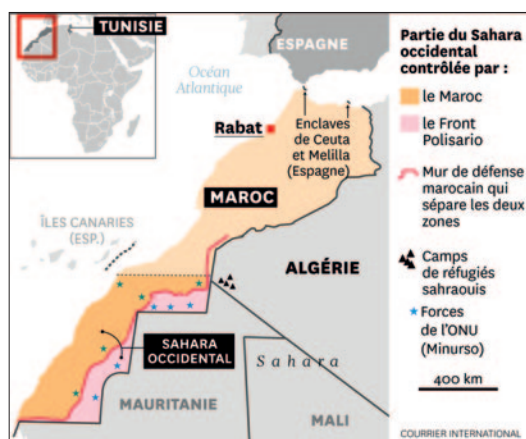 TUNISIE
ESPAGNE
Océan
Atlantique
Rabat
Enclaves
de Ceuta
et Melilla
(Espagne)
MAROC
ÎLES CANARIES
(ESP.)
ALGÉRIE
SAHARA
OCCIDENTAL
Sahara
MAURITANIE
MALI
Partie du Sahara
occidental
contrôlée par :
le Maroc
le Front
Polisario
Mur de défense
marocain qui
sépare les deux
zones
Camps
de réfugiés
sahraouis
Forces
de l'ONU
(Minurso)
400 km
COURRIER INTERNATIONAL